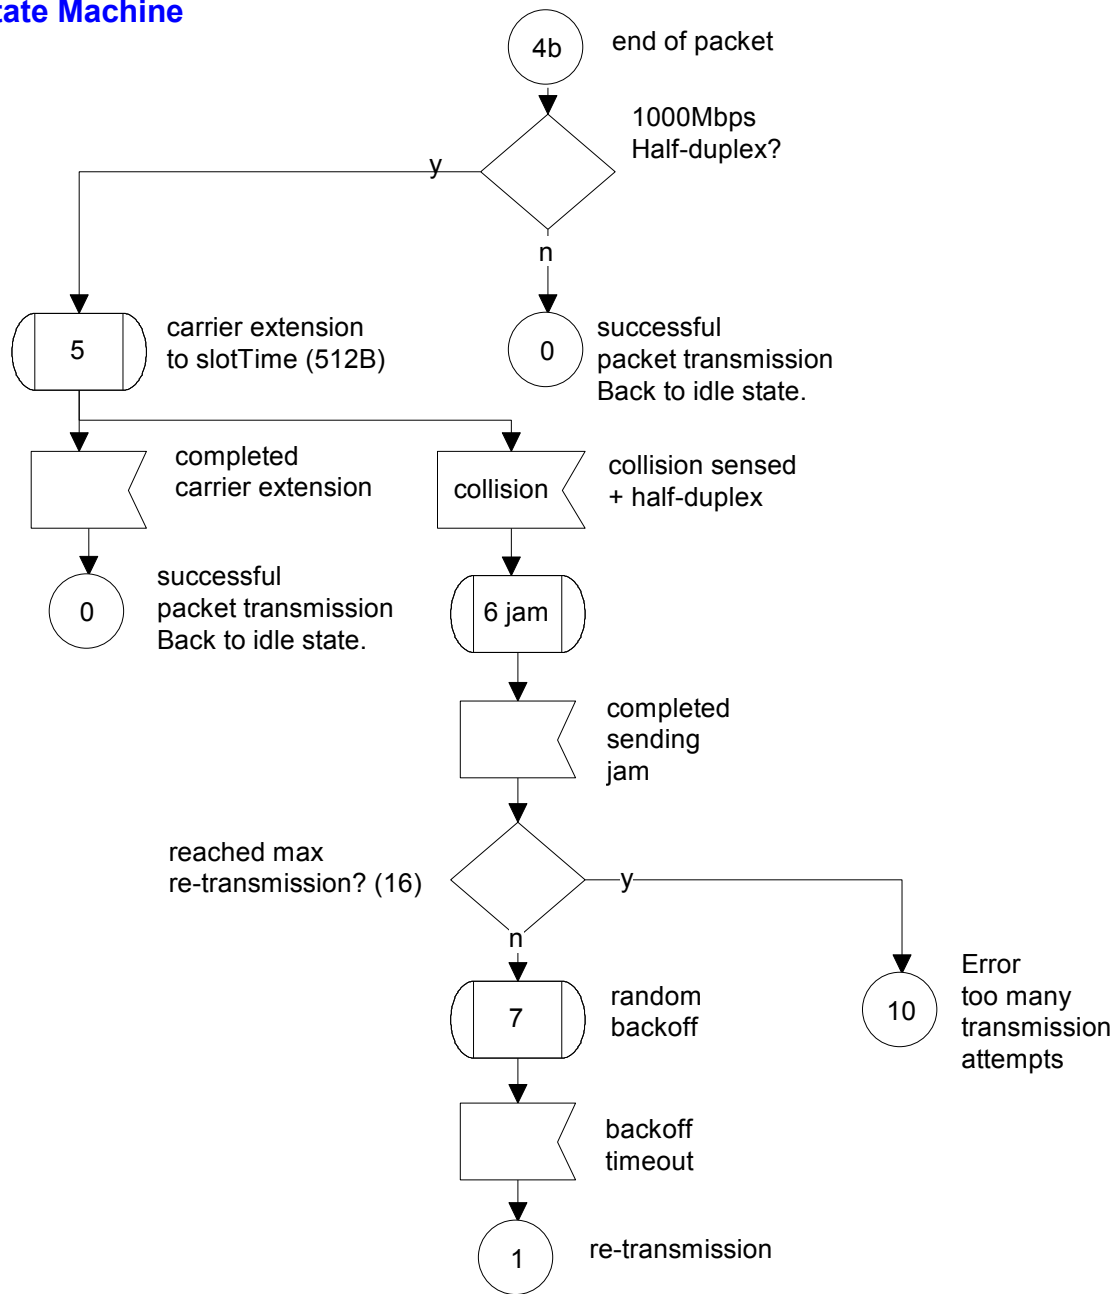 tate Machine
4b
end of packet
1000Mbps
Half-duplex?
y
n
5
carrier extension
to slotTime (512B)
0
successful
packet transmission
Back to idle state.
completed
carrier extension
collision
collision sensed
+ half-duplex
0
successful
packet transmission
Back to idle state.
6 jam
completed
sending
jam
reached max
re-transmission? (16)
y
n
7
random
backoff
10
Error
too many
transmission
attempts
backoff
timeout
1
re-transmission